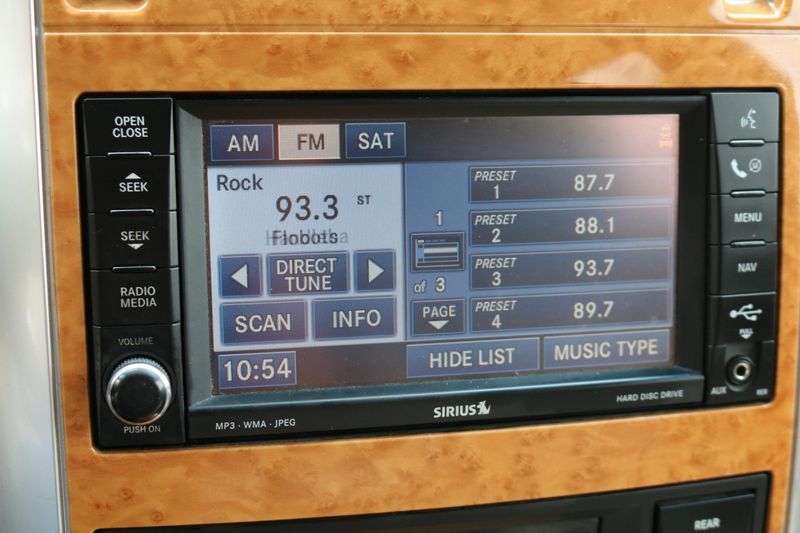 OPEN
CLOSE
SEEK
SEEK
RADIO
MEDIA
VOLUME
PUSH ON
AM FM SAT
Rock
93.3 ST
Flobots
DIRECT
TUNE
SCAN INFO
10:54
1
of 3
PAGE
PRESET
1 87.7
PRESET
2 88.1
PRESET
3 93.7
PRESET
4 89.7
HIDE LIST MUSIC TYPE
MP3 · WMA · JPEG
SIRIUS
HARD DISC DRIVE
MENU
NAV
PULL
AUX
RER
REAR